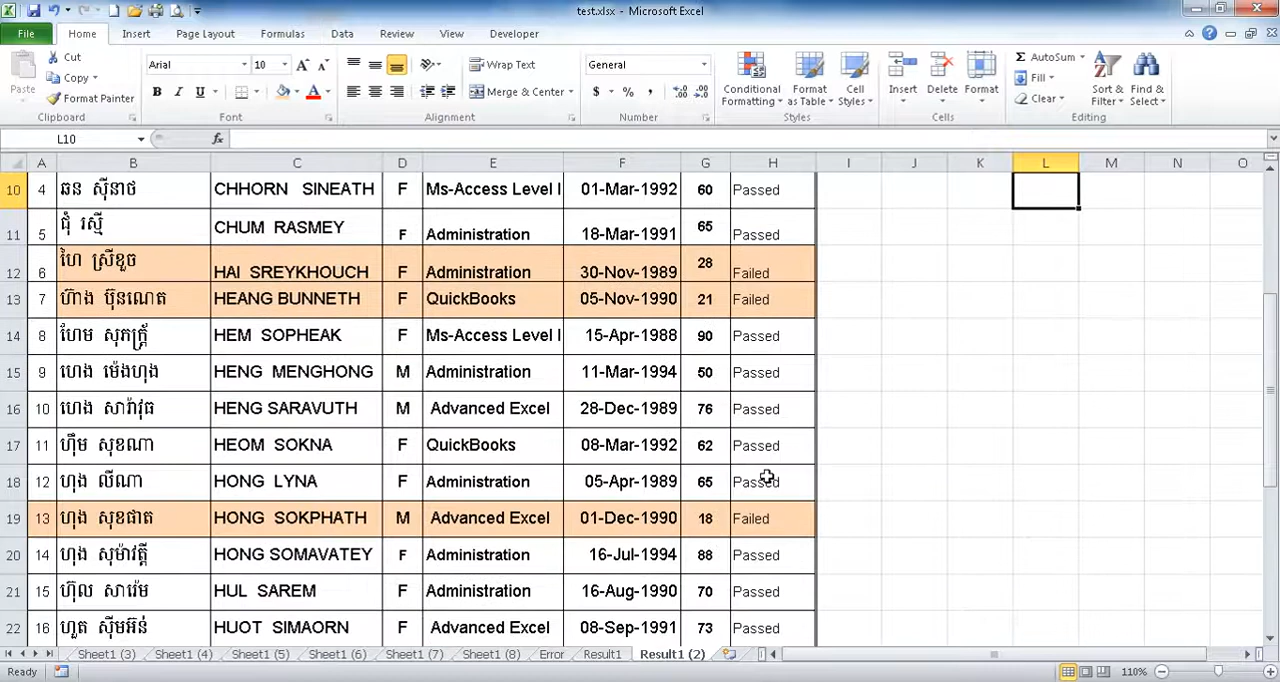 test.xlsx - Microsoft Excel
File Home Insert Page Layout Formulas Data Review View Developer
Paste Cut Arial 10 Wrap Text General Conditional Formatting Format as Table Cell Styles Insert Delete Format AutoSum Sort & Filter Find & Select
Copy Fill
Format Painter B I U Merge & Center $ % , Clear
Clipboard Font Alignment Number Styles Cells Editing
L10 fx
A B C D E F G H I J K L M N O
10 4 ឆន ស៊ីនាថ CHHORN SINEATH F Ms-Access Level I 01-Mar-1992 60 Passed
11 5 ជុំ រស្មី CHUM RASMEY F Administration 18-Mar-1991 65 Passed
12 6 ហៃ ស្រីខួច HAI SREYKHOUCH F Administration 30-Nov-1989 28 Failed
13 7 ហ៊ាង ប៊ុនណេត HEANG BUNNETH F QuickBooks 05-Nov-1990 21 Failed
14 8 ហែម សុភក្ត្រ័ HEM SOPHEAK F Ms-Access Level I 15-Apr-1988 90 Passed
15 9 ហេង ម៉េងហុង HENG MENGHONG M Administration 11-Mar-1994 50 Passed
16 10 ហេង សារ៉ាវុធ HENG SARAVUTH M Advanced Excel 28-Dec-1989 76 Passed
17 11 ហ៊ឹម សុខណា HEOM SOKNA F QuickBooks 08-Mar-1992 62 Passed
18 12 ហុង លីណា HONG LYNA F Administration 05-Apr-1989 65 Passed
19 13 ហុង សុខផាត HONG SOKPHATH M Advanced Excel 01-Dec-1990 18 Failed
20 14 ហុង សុម៉ាវត្តី HONG SOMAVATEY F Administration 16-Jul-1994 88 Passed
21 15 ហ៊ុល សារ៉េម HUL SAREM F Administration 16-Aug-1990 70 Passed
22 16 ហួត ស៊ីមអ៊ន់ HUOT SIMAORN F Advanced Excel 08-Sep-1991 73 Passed
Sheet1 (3) Sheet1 (4) Sheet1 (5) Sheet1 (6) Sheet1 (7) Sheet1 (8) Error Result1 Result1 (2)
Ready 110%